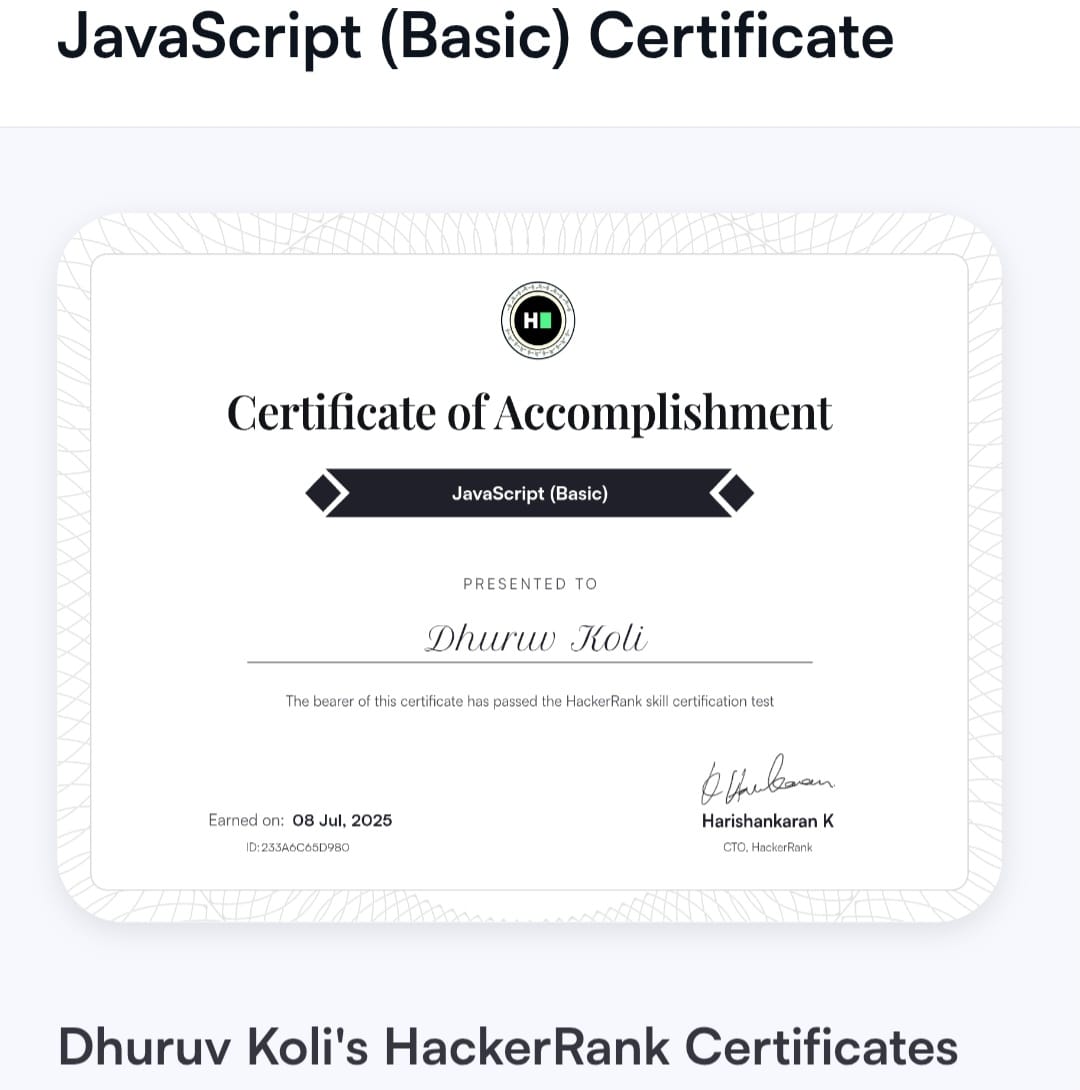 JavaScript (Basic) Certificate
H
Certificate of Accomplishment
JavaScript (Basic)
PRESENTED TO
Dhuruv Koli
The bearer of this certificate has passed the HackerRank skill certification test
Earned on: 08 Jul, 2025
ID:233A6C65D980
Harishankaran K
CTO, HackerRank
Dhuruv Koli's HackerRank Certificates